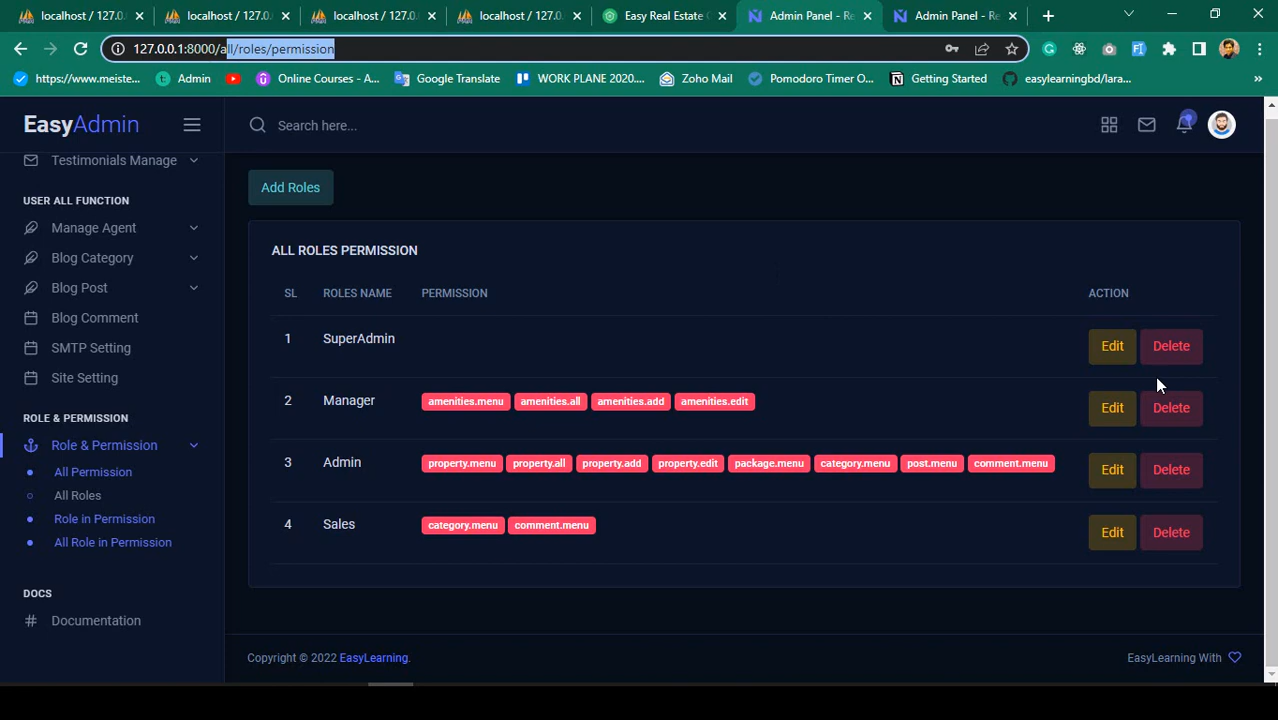 localhost / 127.0. localhost / 127.0. localhost / 127.0. localhost / 127.0. Easy Real Estate Admin Panel - Re Admin Panel - Re
127.0.0.1:8000/all/roles/permission
https://www.meiste... Admin Online Courses - A... Google Translate WORK PLANE 2020.... Zoho Mail Pomodoro Timer O... Getting Started easylearningbd/lara... »
EasyAdmin
Search here...
Testimonials Manage
USER ALL FUNCTION
Manage Agent
Blog Category
Blog Post
Blog Comment
SMTP Setting
Site Setting
ROLE & PERMISSION
Role & Permission
All Permission
All Roles
Role in Permission
All Role in Permission
DOCS
# Documentation
Add Roles
ALL ROLES PERMISSION
SL ROLES NAME PERMISSION ACTION
1 SuperAdmin Edit Delete
2 Manager amenities.menu amenities.all amenities.add amenities.edit Edit Delete
3 Admin property.menu property.all property.add property.edit package.menu category.menu post.menu comment.menu Edit Delete
4 Sales category.menu comment.menu Edit Delete
Copyright © 2022 EasyLearning. EasyLearning With